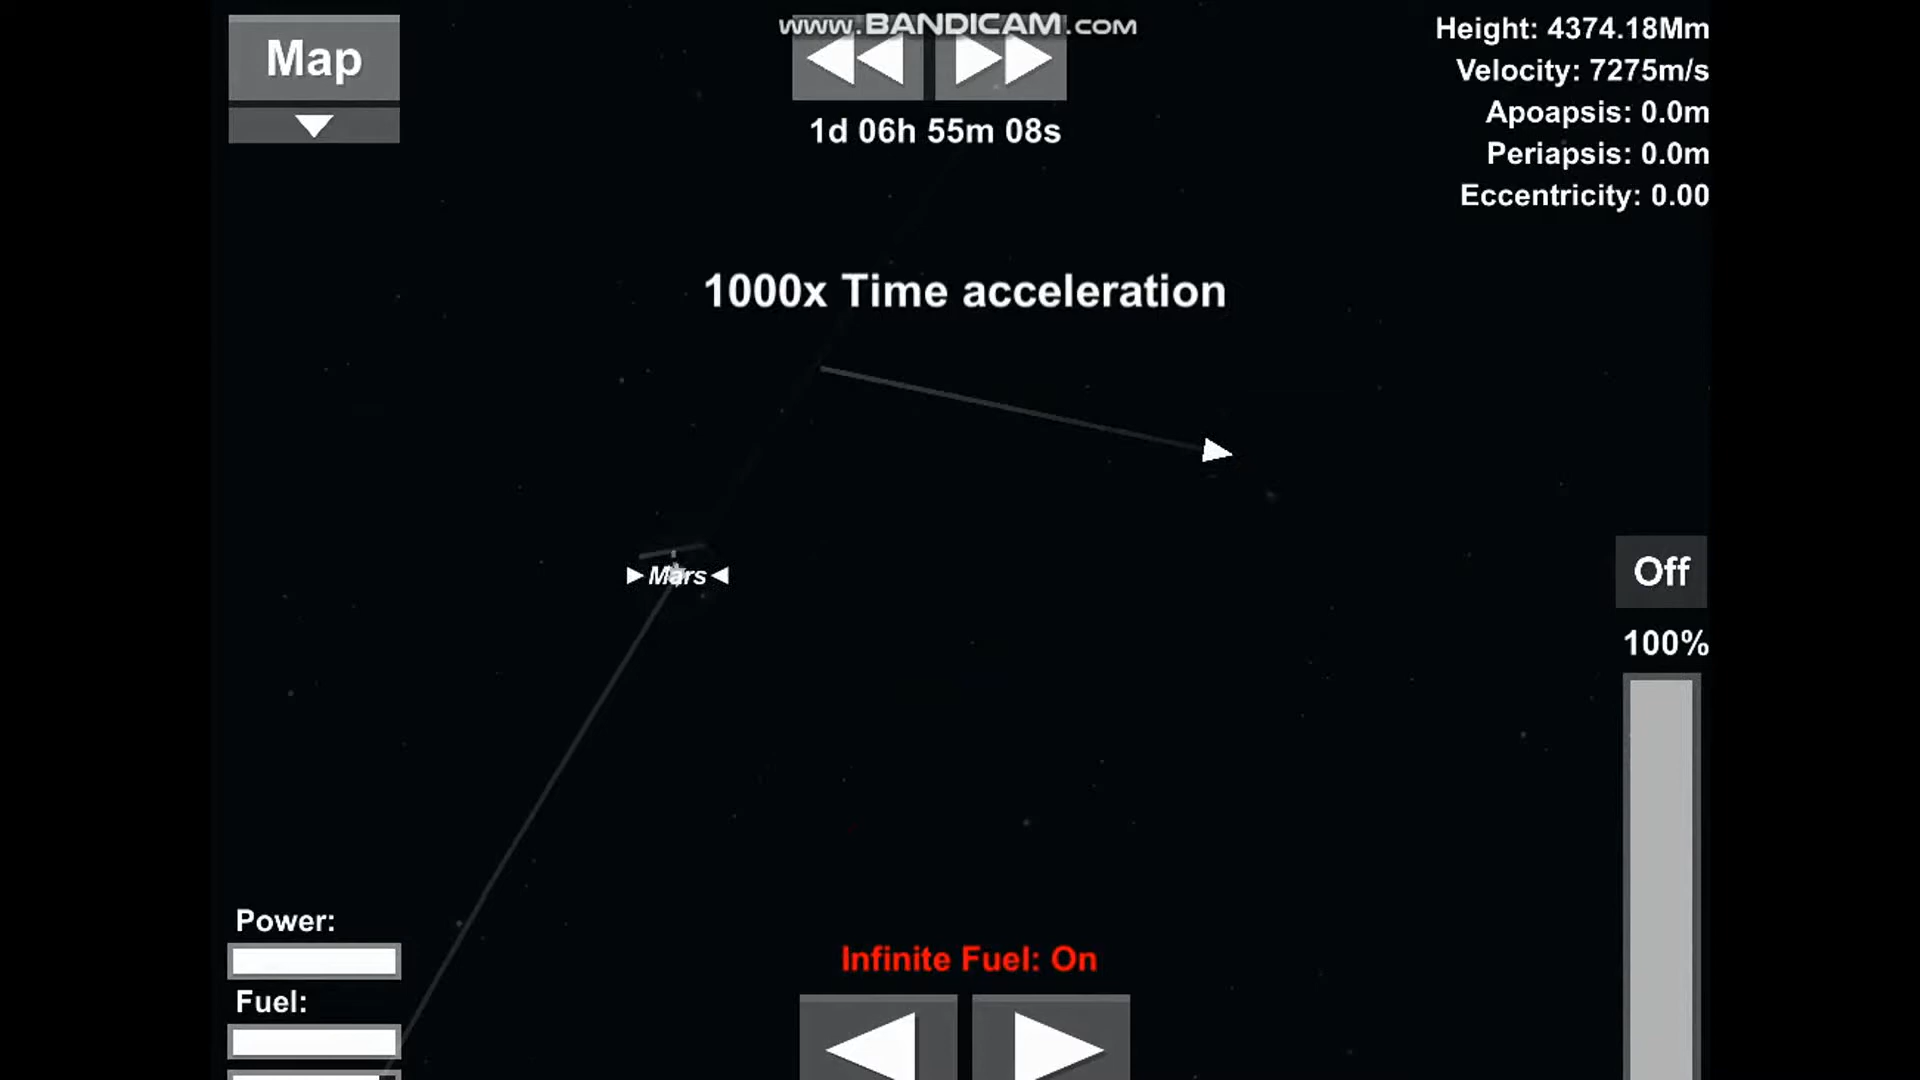 www.BANDICAM.com
Map
Height: 4374.18Mm
Velocity: 7275m/s
Apoapsis: 0.0m
Periapsis: 0.0m
Eccentricity: 0.00
1d 06h 55m 08s
1000x Time acceleration
Mars
Off
100%
Power:
Infinite Fuel: On
Fuel: